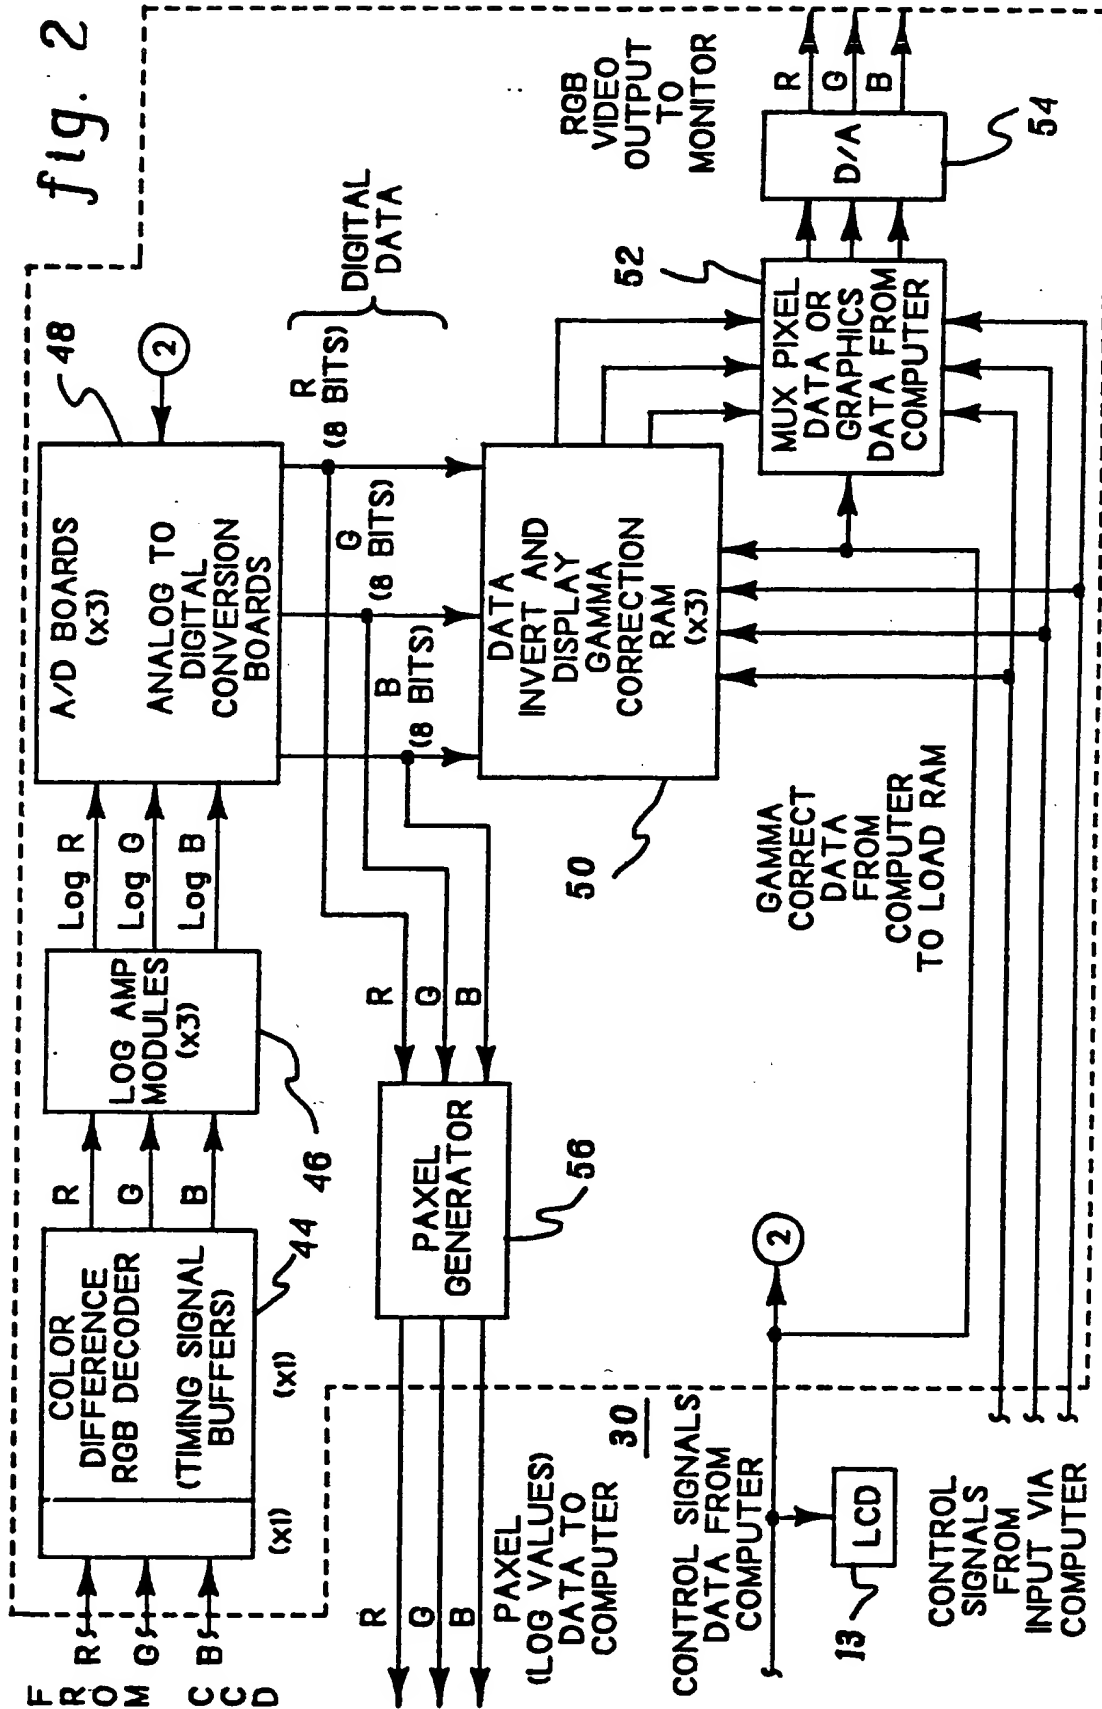 fig. 2
F
R
O
M
C
C
D
R
G
B
COLOR
DIFFERENCE
RGB DECODER
(TIMING SIGNAL
BUFFERS)
(x1)
(x1)
44
R
G
B
LOG AMP
MODULES
(x3)
46
Log R
Log G
Log B
A/D BOARDS
(x3)
ANALOG TO
DIGITAL
CONVERSION
BOARDS
48
2
R
(8 BITS)
G
(8 BITS)
B
(8 BITS)
DIGITAL
DATA
R
G
B
PAXEL
GENERATOR
56
R
G
B
PAXEL
(LOG VALUES)
DATA TO
COMPUTER
30
DATA
INVERT AND
DISPLAY
GAMMA
CORRECTION
RAM
(x3)
50
MUX PIXEL
DATA OR
GRAPHICS
DATA FROM
COMPUTER
52
D/A
54
R
G
B
RGB
VIDEO
OUTPUT
TO
MONITOR
GAMMA
CORRECT
DATA
FROM
COMPUTER
TO LOAD RAM
CONTROL SIGNALS
DATA FROM
COMPUTER
2
LCD
13
CONTROL
SIGNALS
FROM
INPUT VIA
COMPUTER